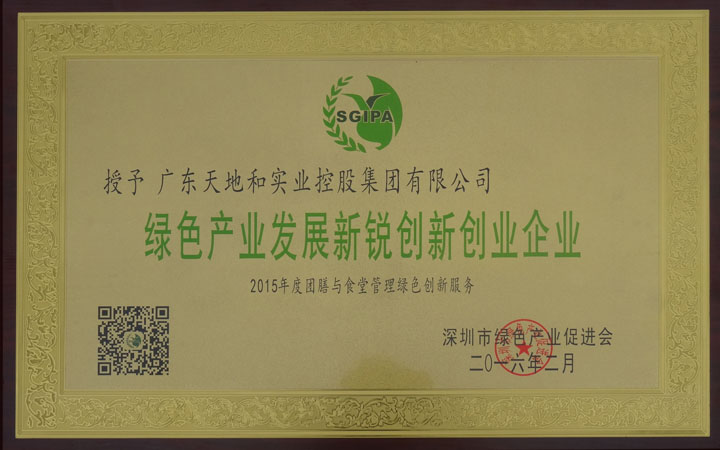 SGIPA
授予 广东天地和实业控股集团有限公司
绿色产业发展新锐创新创业企业
2015年度团膳与食堂管理绿色创新服务
深圳市绿色产业促进会
二〇一六年二月